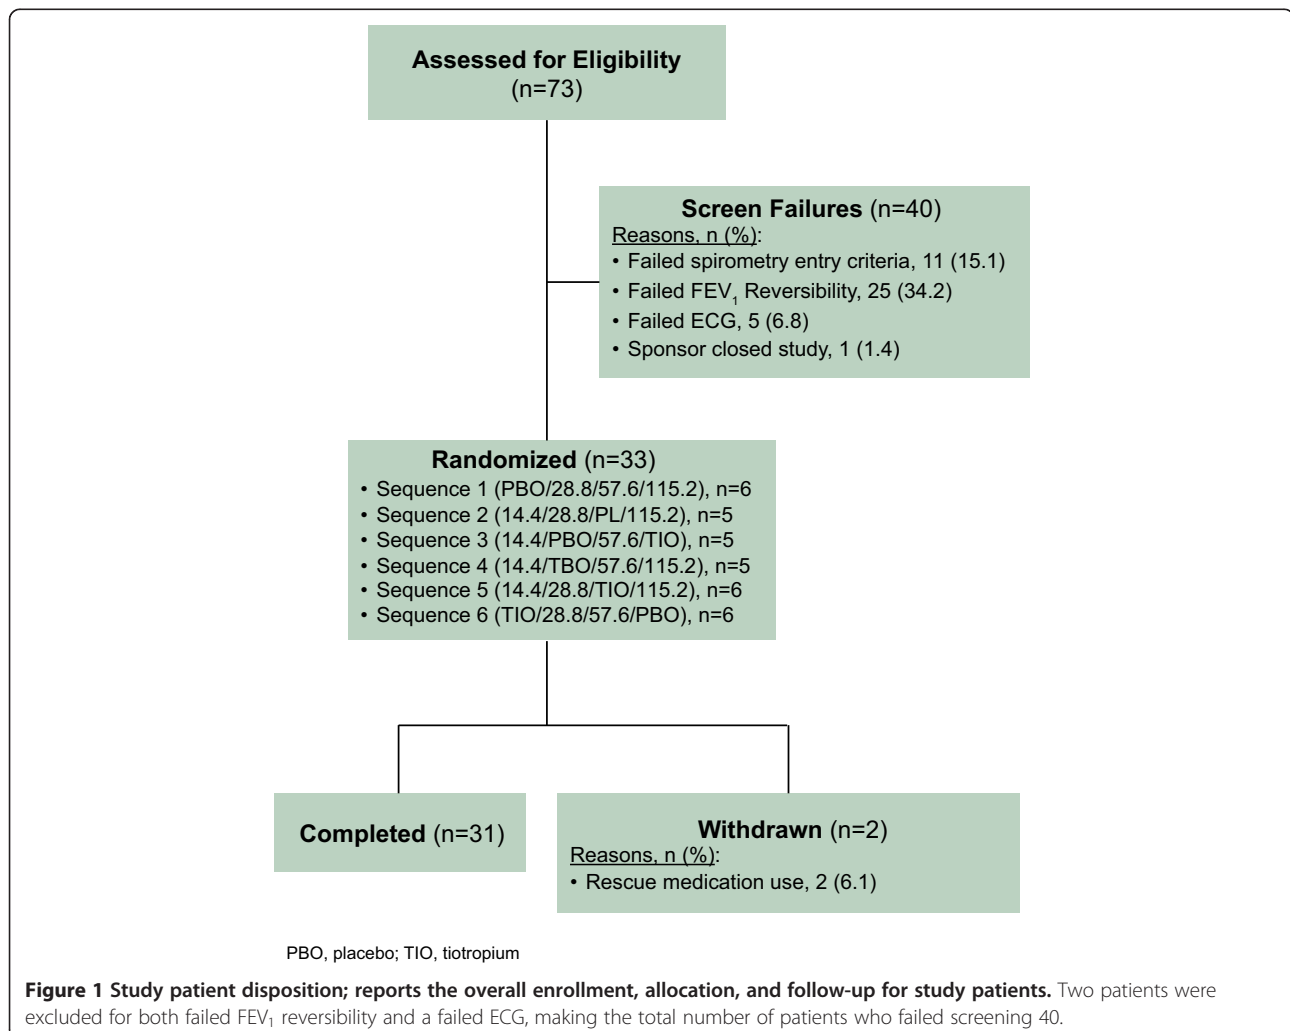 Assessed for Eligibility
(n=73)
Screen Failures (n=40)
Reasons, n (%):
• Failed spirometry entry criteria, 11 (15.1)
• Failed FEV₁ Reversibility, 25 (34.2)
• Failed ECG, 5 (6.8)
• Sponsor closed study, 1 (1.4)
Randomized (n=33)
• Sequence 1 (PBO/28.8/57.6/115.2), n=6
• Sequence 2 (14.4/28.8/PL/115.2), n=5
• Sequence 3 (14.4/PBO/57.6/TIO), n=5
• Sequence 4 (14.4/TBO/57.6/115.2), n=5
• Sequence 5 (14.4/28.8/TIO/115.2), n=6
• Sequence 6 (TIO/28.8/57.6/PBO), n=6
Completed (n=31)
Withdrawn (n=2)
Reasons, n (%):
• Rescue medication use, 2 (6.1)
PBO, placebo; TIO, tiotropium
Figure 1 Study patient disposition; reports the overall enrollment, allocation, and follow-up for study patients. Two patients were
excluded for both failed FEV₁ reversibility and a failed ECG, making the total number of patients who failed screening 40.